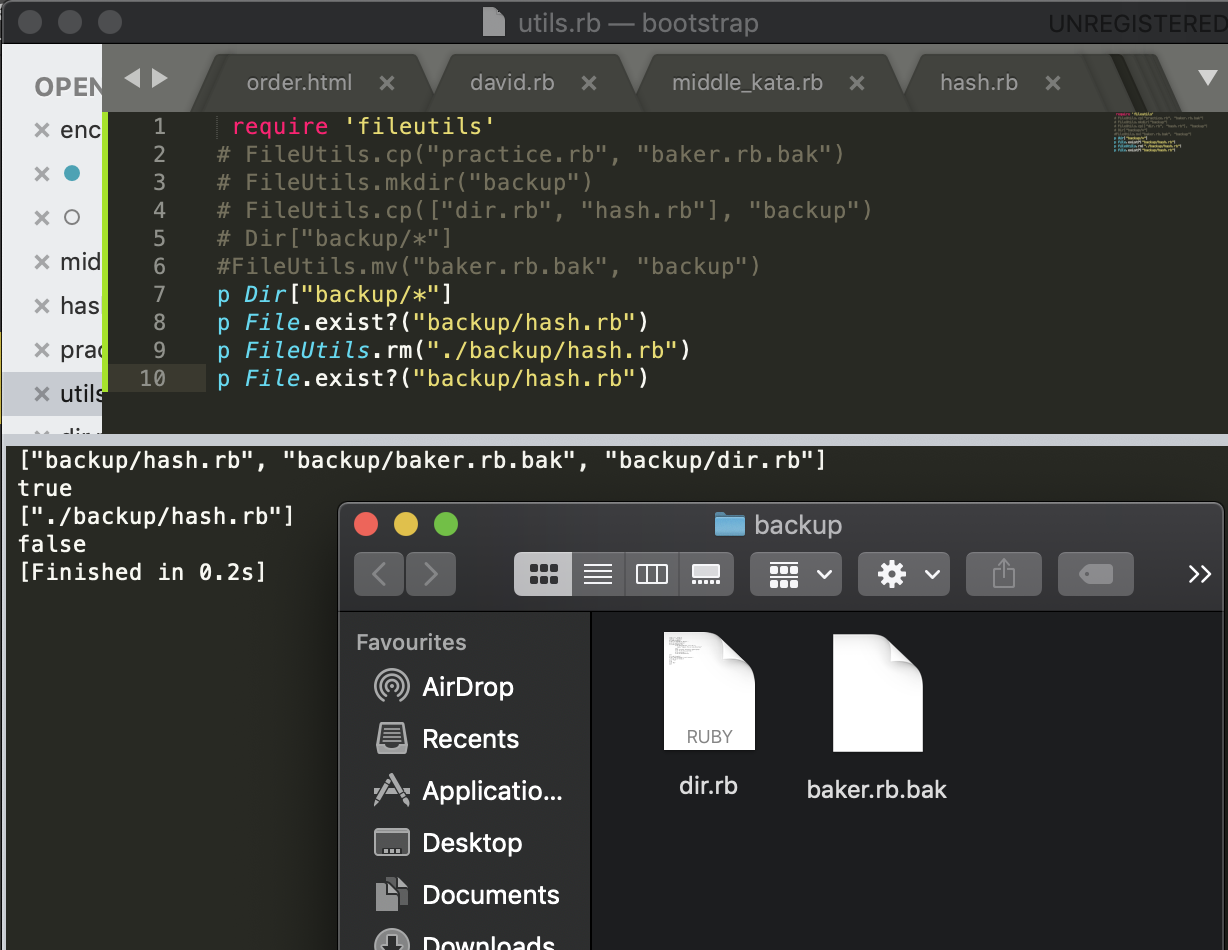 utils.rb — bootstrap
UNREGISTERED
OPEN
order.html
david.rb
middle_kata.rb
hash.rb
enc
mid
has
prac
utils
1 require 'fileutils'
2 # FileUtils.cp("practice.rb", "baker.rb.bak")
3 # FileUtils.mkdir("backup")
4 # FileUtils.cp(["dir.rb", "hash.rb"], "backup")
5 # Dir["backup/*"]
6 #FileUtils.mv("baker.rb.bak", "backup")
7 p Dir["backup/*"]
8 p File.exist?("backup/hash.rb")
9 p FileUtils.rm("./backup/hash.rb")
10 p File.exist?("backup/hash.rb")
["backup/hash.rb", "backup/baker.rb.bak", "backup/dir.rb"]
true
["./backup/hash.rb"]
false
[Finished in 0.2s]
backup
Favourites
AirDrop
Recents
Applicatio...
Desktop
Documents
Downloads
RUBY
dir.rb
baker.rb.bak